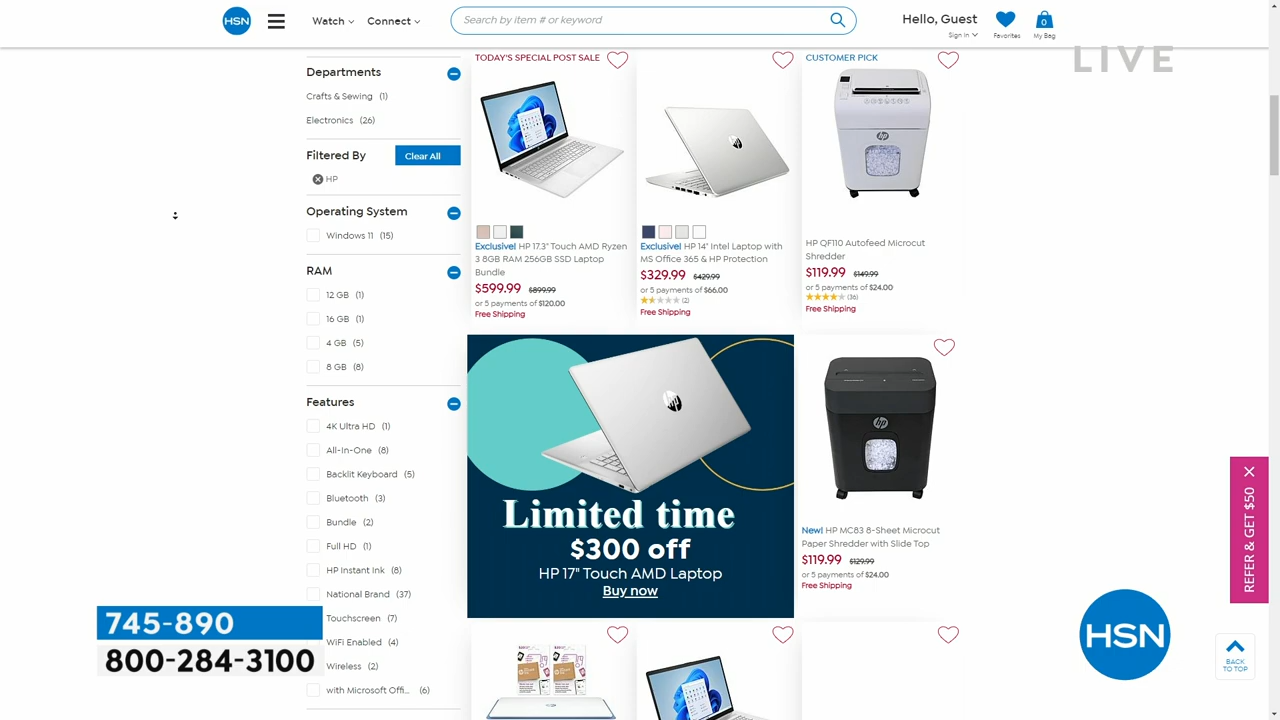 HSN
Watch
Connect
Search by item # or keyword
Hello, Guest
Sign In
Favorites
0
My Bag
LIVE
Departments
Crafts & Sewing (1)
Electronics (26)
Filtered By
Clear All
HP
Operating System
Windows 11 (15)
RAM
12 GB (1)
16 GB (1)
4 GB (5)
8 GB (8)
Features
4K Ultra HD (1)
All-In-One (8)
Backlit Keyboard (5)
Bluetooth (3)
Bundle (2)
Full HD (1)
HP Instant Ink (8)
National Brand (37)
Touchscreen (7)
WiFi Enabled (4)
Wireless (2)
with Microsoft Offi... (6)
TODAY'S SPECIAL POST SALE
Exclusive! HP 17.3" Touch AMD Ryzen
3 8GB RAM 256GB SSD Laptop
Bundle
$599.99 $899.99
or 5 payments of $120.00
Free Shipping
Exclusive! HP 14" Intel Laptop with
MS Office 365 & HP Protection
$329.99 $429.99
or 5 payments of $66.00
(2)
Free Shipping
CUSTOMER PICK
hp
HP QF110 Autofeed Microcut
Shredder
$119.99 $149.99
or 5 payments of $24.00
(36)
Free Shipping
hp
Limited time
$300 off
HP 17" Touch AMD Laptop
Buy now
hp
New! HP MC83 8-Sheet Microcut
Paper Shredder with Slide Top
$119.99 $129.99
or 5 payments of $24.00
Free Shipping
REFER & GET $50
745-890
800-284-3100
HSN
BACK
TO TOP